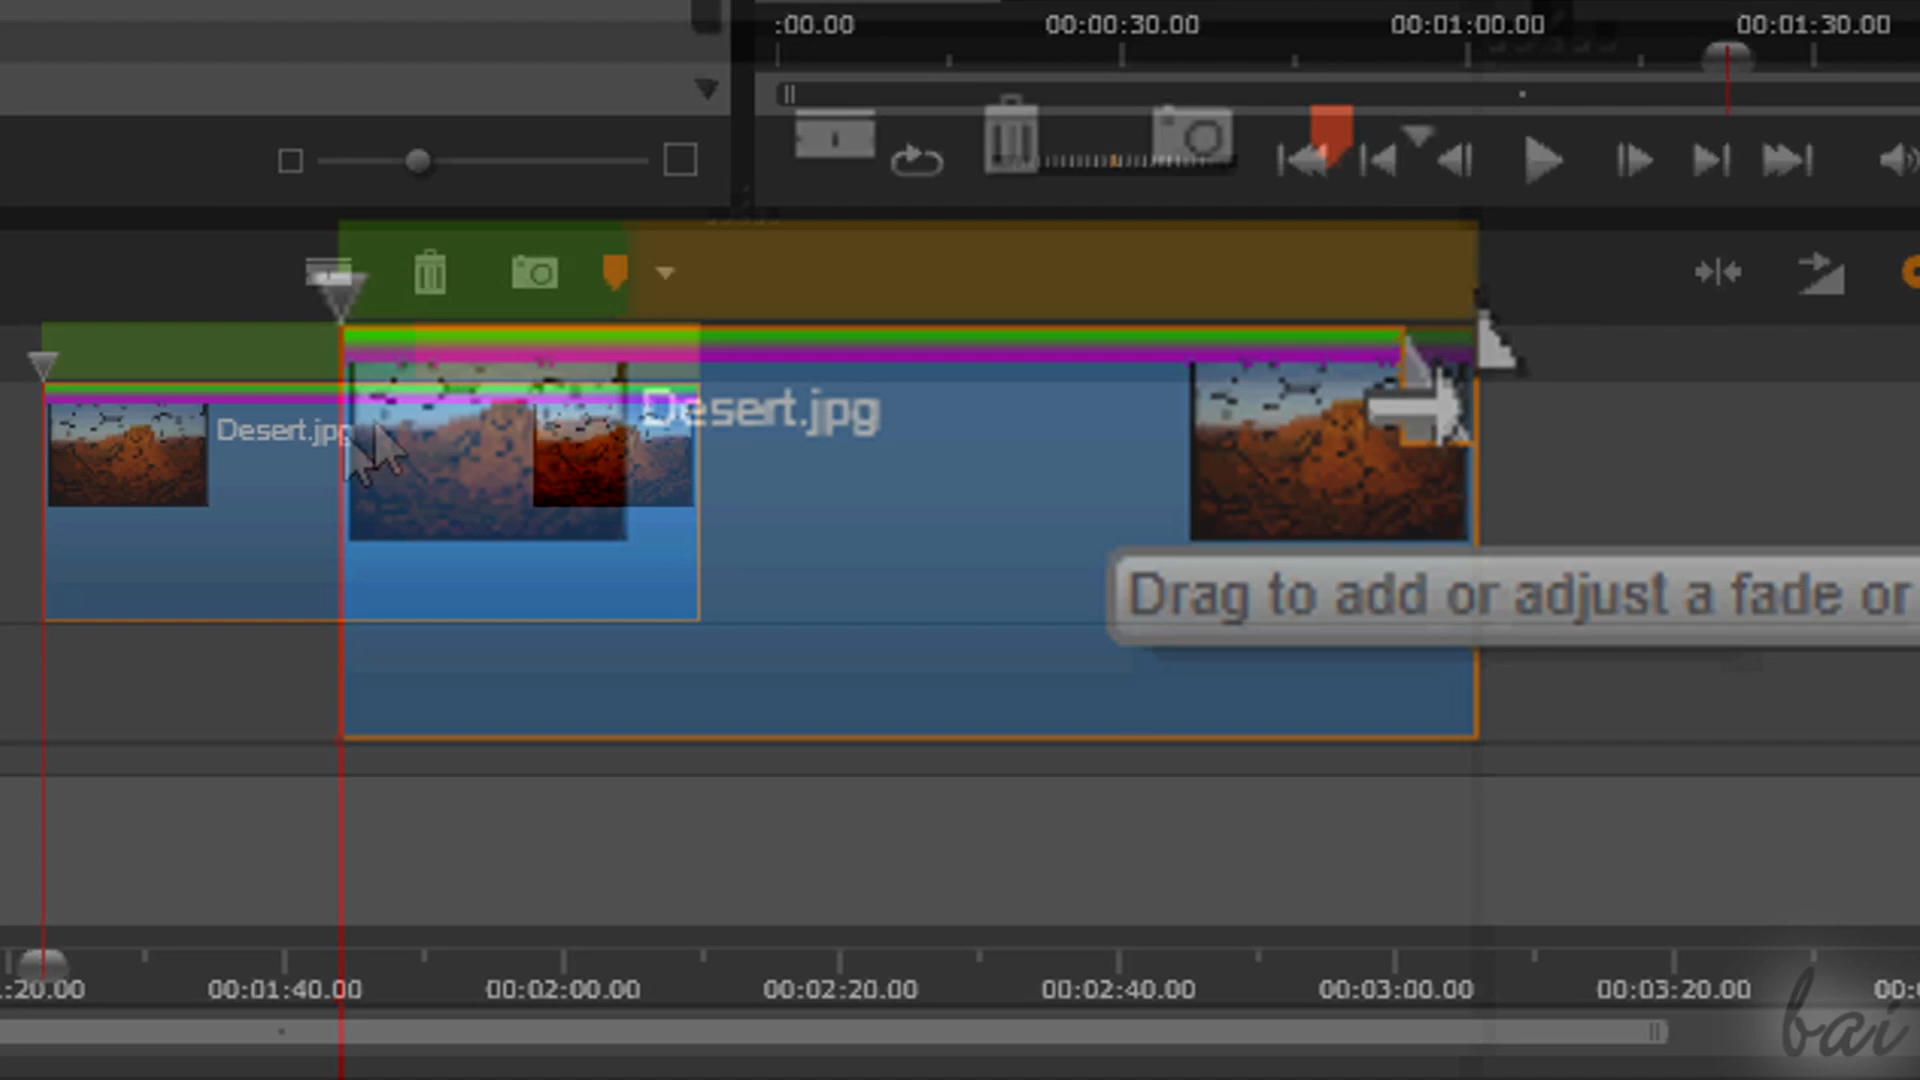 :00.00 00:00:30.00 00:01:00.00 00:01:30.00
Desert.jpg
Desert.jpg
Drag to add or adjust a fade or
:20.00 00:01:40.00 00:02:00.00 00:02:20.00 00:02:40.00 00:03:00.00 00:03:20.00 00:
bai